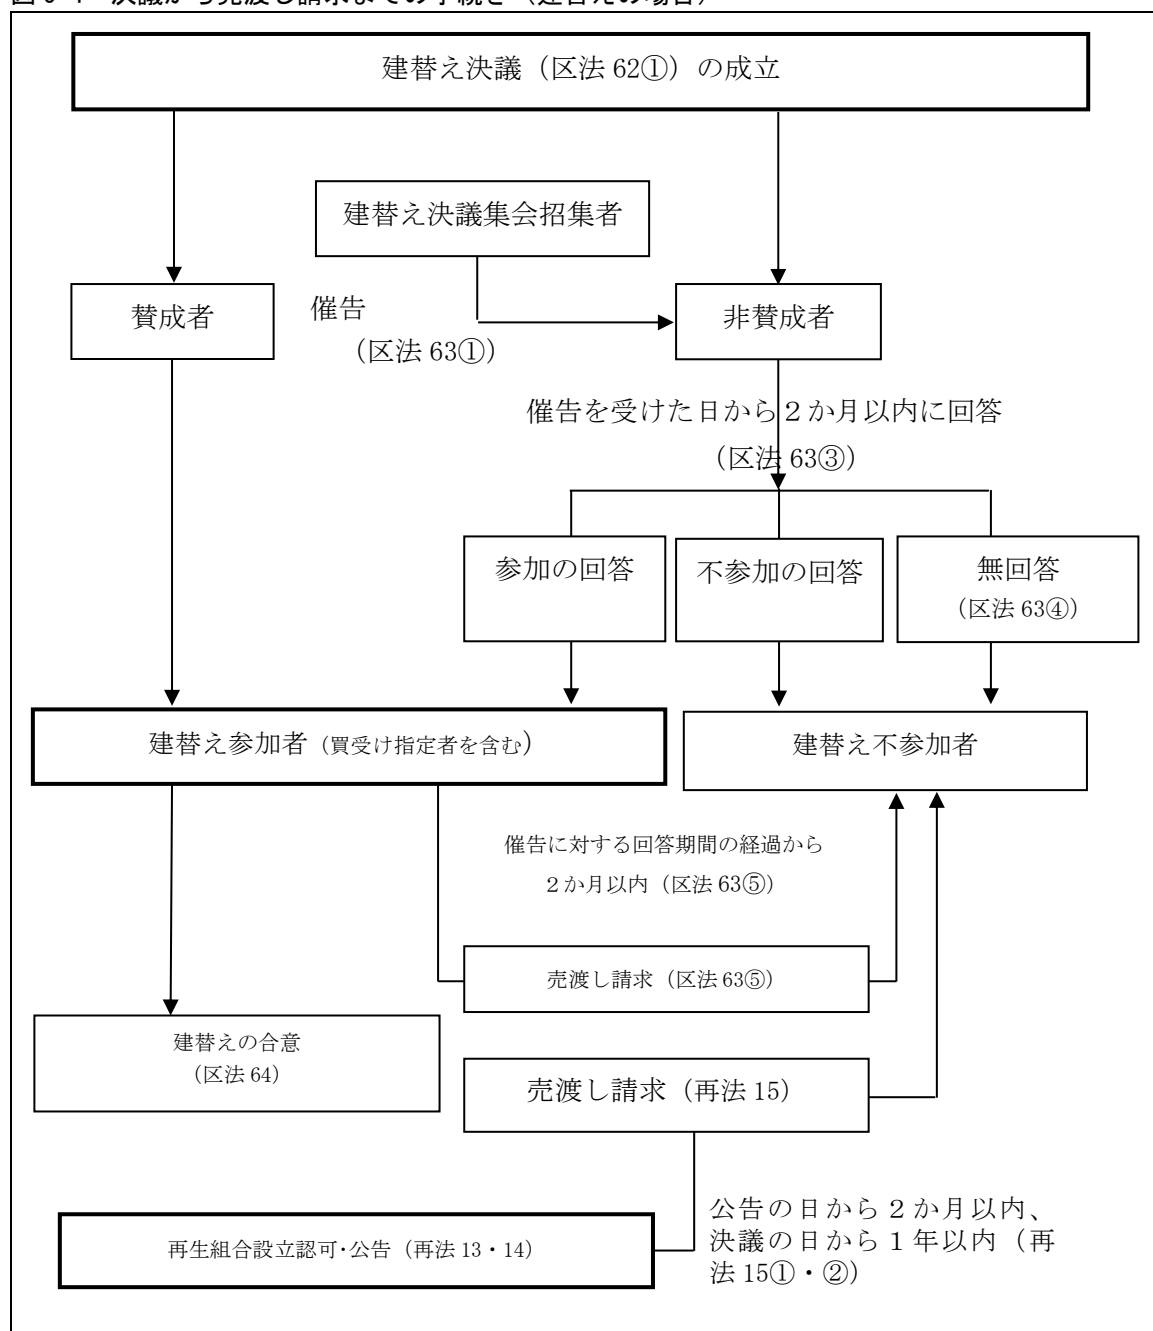 建替え決議（区法 62①）の成立
建替え決議集会招集者
賛成者
催告
（区法 63①）
非賛成者
催告を受けた日から２か月以内に回答
（区法 63③）
参加の回答
不参加の回答
無回答
（区法 63④）
建替え参加者（買受け指定者を含む）
建替え不参加者
催告に対する回答期間の経過から
２か月以内（区法 63⑤）
売渡し請求（区法 63⑤）
建替えの合意
（区法 64）
売渡し請求（再法 15）
再生組合設立認可･公告（再法 13・14）
公告の日から２か月以内、
決議の日から１年以内（再
法 15①・②）